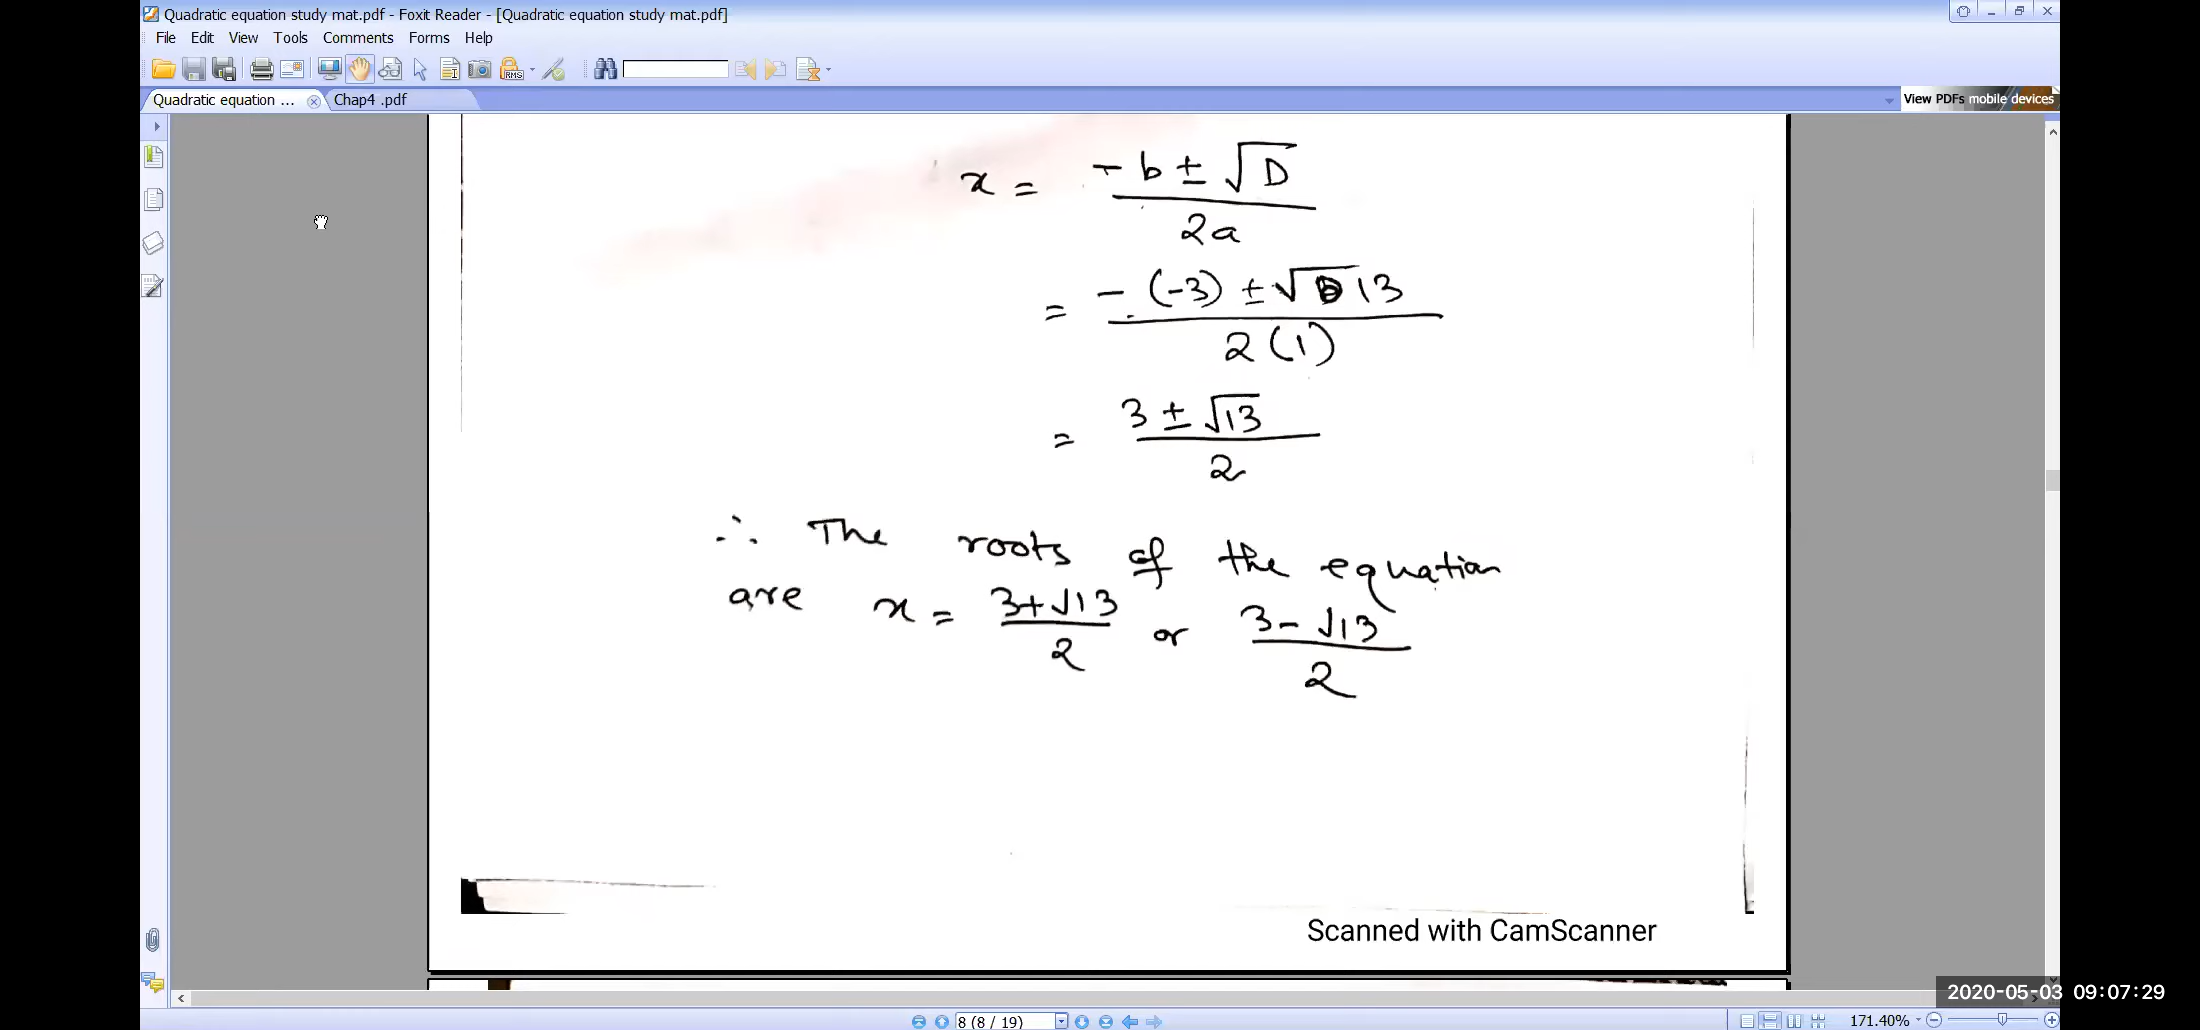 Quadratic equation study mat.pdf - Foxit Reader - [Quadratic equation study mat.pdf]
File Edit View Tools Comments Forms Help
Quadratic equation ... Chap4 .pdf
View PDFs mobile devices
x = -b ± √D
2a
= -(-3) ± √13
2(1)
= 3 ± √13
2
∴ The roots of the equation
are x = 3+√13 or 3-√13
2 2
Scanned with CamScanner
2020-05-03 09:07:29
8 (8 / 19)
171.40%